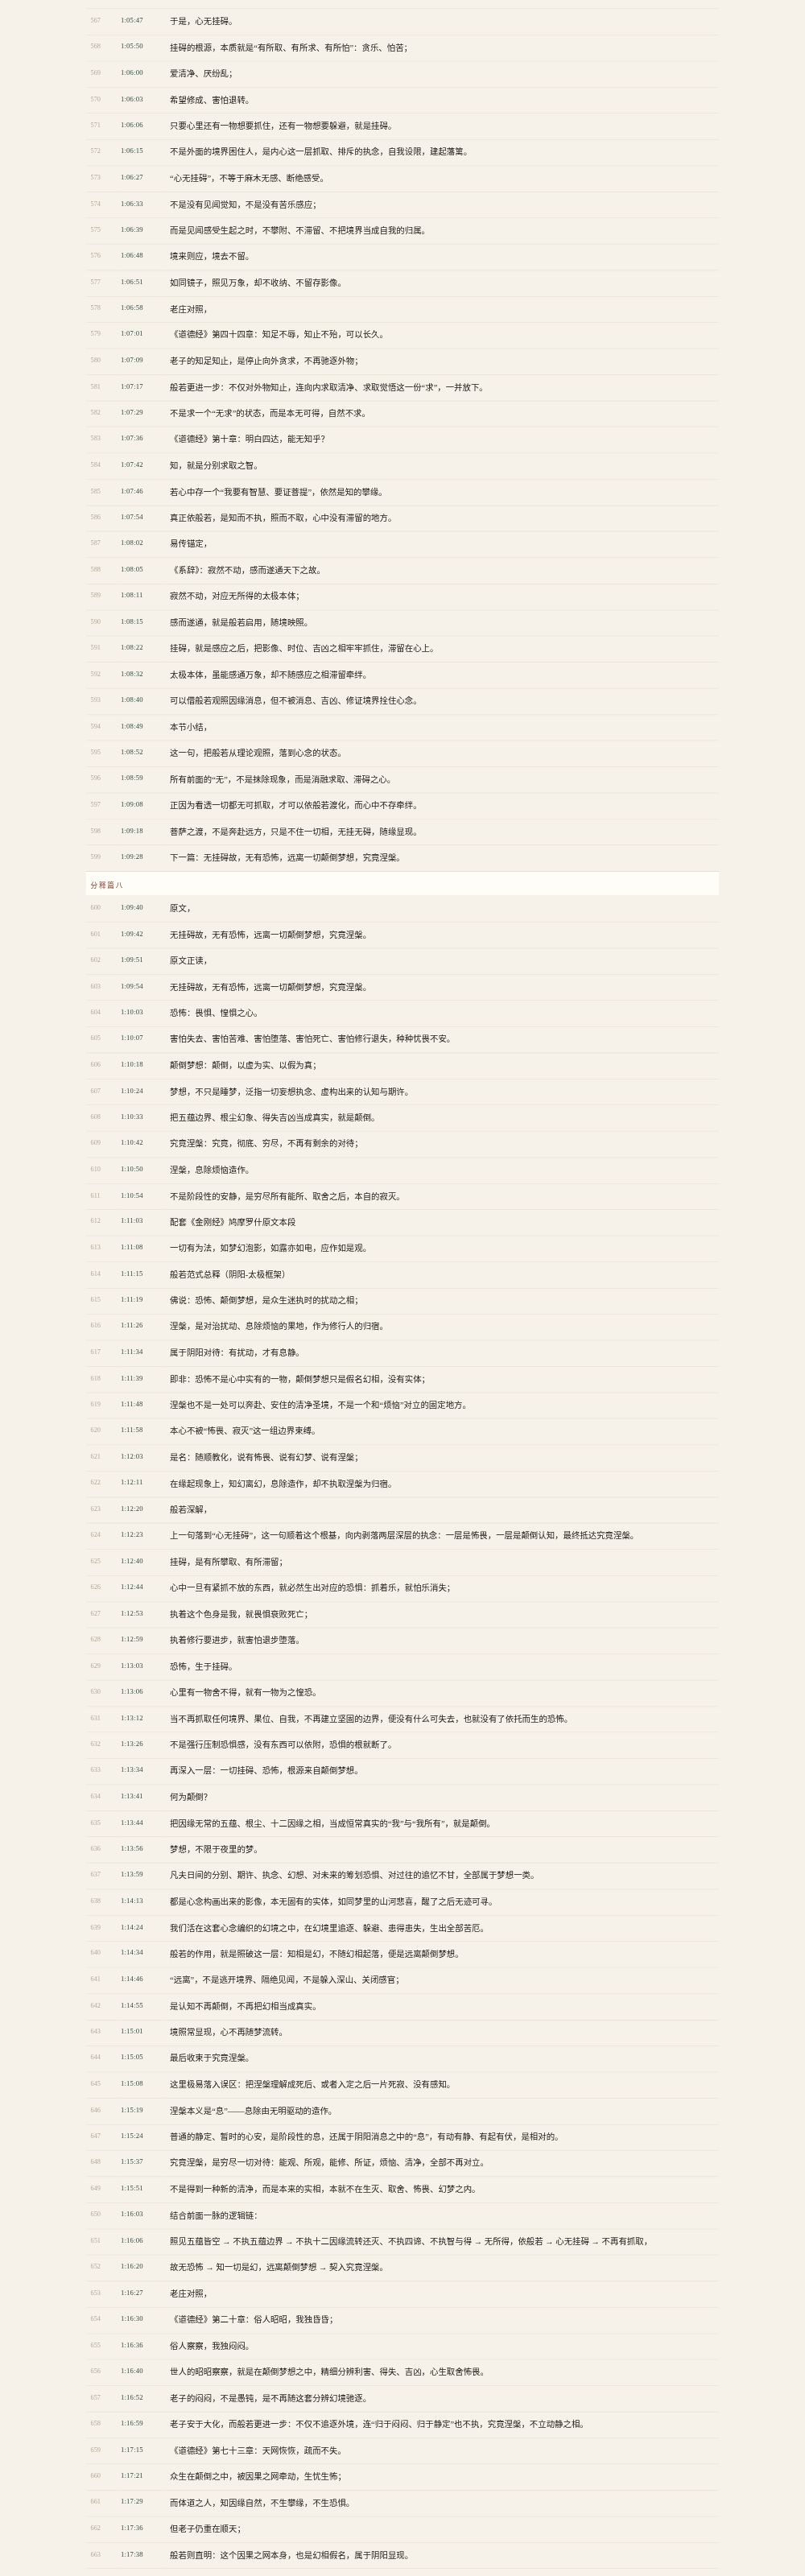 567 1:05:47 于是，心无挂碍。
568 1:05:50 挂碍的根源，本质就是“有所取、有所求、有所怕”：贪乐、怕苦；
569 1:06:00 爱清净、厌纷乱；
570 1:06:03 希望修成、害怕退转。
571 1:06:06 只要心里还有一物想要抓住，还有一物想要躲避，就是挂碍。
572 1:06:15 不是外面的境界困住人，是内心这一层抓取、排斥的执念，自我设限，建起落篱。
573 1:06:27 “心无挂碍”，不等于麻木无感、断绝感受。
574 1:06:33 不是没有见闻觉知，不是没有苦乐感应；
575 1:06:39 而是见闻感受生起之时，不攀附、不滞留、不把境界当成自我的归属。
576 1:06:48 境来则应，境去不留。
577 1:06:51 如同镜子，照见万象，却不收纳、不留存影像。
578 1:06:58 老庄对照，
579 1:07:01 《道德经》第四十四章：知足不辱，知止不殆，可以长久。
580 1:07:09 老子的知足知止，是停止向外贪求，不再驰逐外物；
581 1:07:17 般若更进一步：不仅对外物知止，连向内求取清净、求取觉悟这一份“求”，一并放下。
582 1:07:29 不是求一个“无求”的状态，而是本无可得，自然不求。
583 1:07:36 《道德经》第十章：明白四达，能无知乎？
584 1:07:42 知，就是分别求取之智。
585 1:07:46 若心中存一个“我要有智慧、要证菩提”，依然是知的攀缘。
586 1:07:54 真正依般若，是知而不执，照而不取，心中没有滞留的地方。
587 1:08:02 易传锚定，
588 1:08:05 《系辞》：寂然不动，感而遂通天下之故。
589 1:08:11 寂然不动，对应无所得的太极本体；
590 1:08:15 感而遂通，就是般若启用，随境映照。
591 1:08:22 挂碍，就是感应之后，把影像、时位、吉凶之相牢牢抓住，滞留在心上。
592 1:08:32 太极本体，虽能感通万象，却不随感应之相滞留牵绊。
593 1:08:40 可以借般若观照因缘消息，但不被消息、吉凶、修证境界拴住心念。
594 1:08:49 本节小结，
595 1:08:52 这一句，把般若从理论观照，落到心念的状态。
596 1:08:59 所有前面的“无”，不是抹除现象，而是消融求取、滞碍之心。
597 1:09:08 正因为看透一切都无可抓取，才可以依般若渡化，而心中不存牵绊。
598 1:09:18 菩萨之渡，不是奔赴远方，只是不住一切相，无挂无碍，随缘显现。
599 1:09:28 下一篇：无挂碍故，无有恐怖，远离一切颠倒梦想，究竟涅槃。
分释篇八
600 1:09:40 原文，
601 1:09:42 无挂碍故，无有恐怖，远离一切颠倒梦想，究竟涅槃。
602 1:09:51 原文正读，
603 1:09:54 无挂碍故，无有恐怖，远离一切颠倒梦想，究竟涅槃。
604 1:10:03 恐怖：畏惧、惶惧之心。
605 1:10:07 害怕失去、害怕苦难、害怕堕落、害怕死亡、害怕修行退失，种种忧畏不安。
606 1:10:18 颠倒梦想：颠倒，以虚为实、以假为真；
607 1:10:24 梦想，不只是睡梦，泛指一切妄想执念、虚构出来的认知与期许。
608 1:10:33 把五蕴边界、根尘幻象、得失吉凶当成真实，就是颠倒。
609 1:10:42 究竟涅槃：究竟，彻底、穷尽，不再有剩余的对待；
610 1:10:50 涅槃，息除烦恼造作。
611 1:10:54 不是阶段性的安静，是穷尽所有能所、取舍之后，本自的寂灭。
612 1:11:03 配套《金刚经》鸠摩罗什原文本段
613 1:11:08 一切有为法，如梦幻泡影，如露亦如电，应作如是观。
614 1:11:15 般若范式总释（阴阳-太极框架）
615 1:11:19 佛说：恐怖、颠倒梦想，是众生迷执时的扰动之相；
616 1:11:26 涅槃，是对治扰动、息除烦恼的果地，作为修行人的归宿。
617 1:11:34 属于阴阳对待：有扰动，才有息静。
618 1:11:39 即非：恐怖不是心中实有的一物，颠倒梦想只是假名幻相，没有实体；
619 1:11:48 涅槃也不是一处可以奔赴、安住的清净圣境，不是一个和“烦恼”对立的固定地方。
620 1:11:58 本心不被“怖畏、寂灭”这一组边界束缚。
621 1:12:03 是名：随顺教化，说有怖畏、说有幻梦、说有涅槃；
622 1:12:11 在缘起现象上，知幻离幻，息除造作，却不执取涅槃为归宿。
623 1:12:20 般若深解，
624 1:12:23 上一句落到“心无挂碍”，这一句顺着这个根基，向内剥落两层深层的执念：一层是怖畏，一层是颠倒认知，最终抵达究竟涅槃。
625 1:12:40 挂碍，是有所攀取、有所滞留；
626 1:12:44 心中一旦有紧抓不放的东西，就必然生出对应的恐惧：抓着乐，就怕乐消失；
627 1:12:53 执着这个色身是我，就畏惧衰败死亡；
628 1:12:59 执着修行要进步，就害怕退步堕落。
629 1:13:03 恐怖，生于挂碍。
630 1:13:06 心里有一物舍不得，就有一物为之惶恐。
631 1:13:12 当不再抓取任何境界、果位、自我，不再建立坚固的边界，便没有什么可失去，也就没有了依托而生的恐怖。
632 1:13:26 不是强行压制恐惧感，没有东西可以依附，恐惧的根就断了。
633 1:13:34 再深入一层：一切挂碍、恐怖，根源来自颠倒梦想。
634 1:13:41 何为颠倒？
635 1:13:44 把因缘无常的五蕴、根尘、十二因缘之相，当成恒常真实的“我”与“我所有”，就是颠倒。
636 1:13:56 梦想，不限于夜里的梦。
637 1:13:59 凡夫日间的分别、期许、执念、幻想、对未来的筹划恐惧、对过往的追忆不甘，全部属于梦想一类。
638 1:14:13 都是心念构画出来的影像，本无固有的实体，如同梦里的山河悲喜，醒了之后无迹可寻。
639 1:14:24 我们活在这套心念编织的幻境之中，在幻境里追逐、躲避、患得患失，生出全部苦厄。
640 1:14:34 般若的作用，就是照破这一层：知相是幻，不随幻相起落，便是远离颠倒梦想。
641 1:14:46 “远离”，不是逃开境界、隔绝见闻，不是躲入深山、关闭感官；
642 1:14:55 是认知不再颠倒，不再把幻相当成真实。
643 1:15:01 境照常显现，心不再随梦流转。
644 1:15:05 最后收束于究竟涅槃。
645 1:15:08 这里极易落入误区：把涅槃理解成死后、或者入定之后一片死寂、没有感知。
646 1:15:19 涅槃本义是“息”——息除由无明驱动的造作。
647 1:15:24 普通的静定、暂时的心安，是阶段性的息，还属于阴阳消息之中的“息”，有动有静、有起有伏，是相对的。
648 1:15:37 究竟涅槃，是穷尽一切对待：能观、所观，能修、所证，烦恼、清净，全部不再对立。
649 1:15:51 不是得到一种新的清净，而是本来的实相，本就不在生灭、取舍、怖畏、幻梦之内。
650 1:16:03 结合前面一脉的逻辑链：
651 1:16:06 照见五蕴皆空 → 不执五蕴边界 → 不执十二因缘流转还灭、不执四谛、不执智与得 → 无所得，依般若 → 心无挂碍 → 不再有抓取，
652 1:16:20 故无恐怖 → 知一切是幻，远离颠倒梦想 → 契入究竟涅槃。
653 1:16:27 老庄对照，
654 1:16:30 《道德经》第二十章：俗人昭昭，我独昏昏；
655 1:16:36 俗人察察，我独闷闷。
656 1:16:40 世人的昭昭察察，就是在颠倒梦想之中，精细分辨利害、得失、吉凶，心生取舍怖畏。
657 1:16:52 老子的闷闷，不是愚钝，是不再随这套分辨幻境驰逐。
658 1:16:59 老子安于大化，而般若更进一步：不仅不追逐外境，连“归于闷闷、归于静定”也不执，究竟涅槃，不立动静之相。
659 1:17:15 《道德经》第七十三章：天网恢恢，疏而不失。
660 1:17:21 众生在颠倒之中，被因果之网牵动，生忧生怖；
661 1:17:29 而体道之人，知因缘自然，不生攀缘，不生恐惧。
662 1:17:36 但老子仍重在顺天；
663 1:17:38 般若则直明：这个因果之网本身，也是幻相假名，属于阴阳显现。